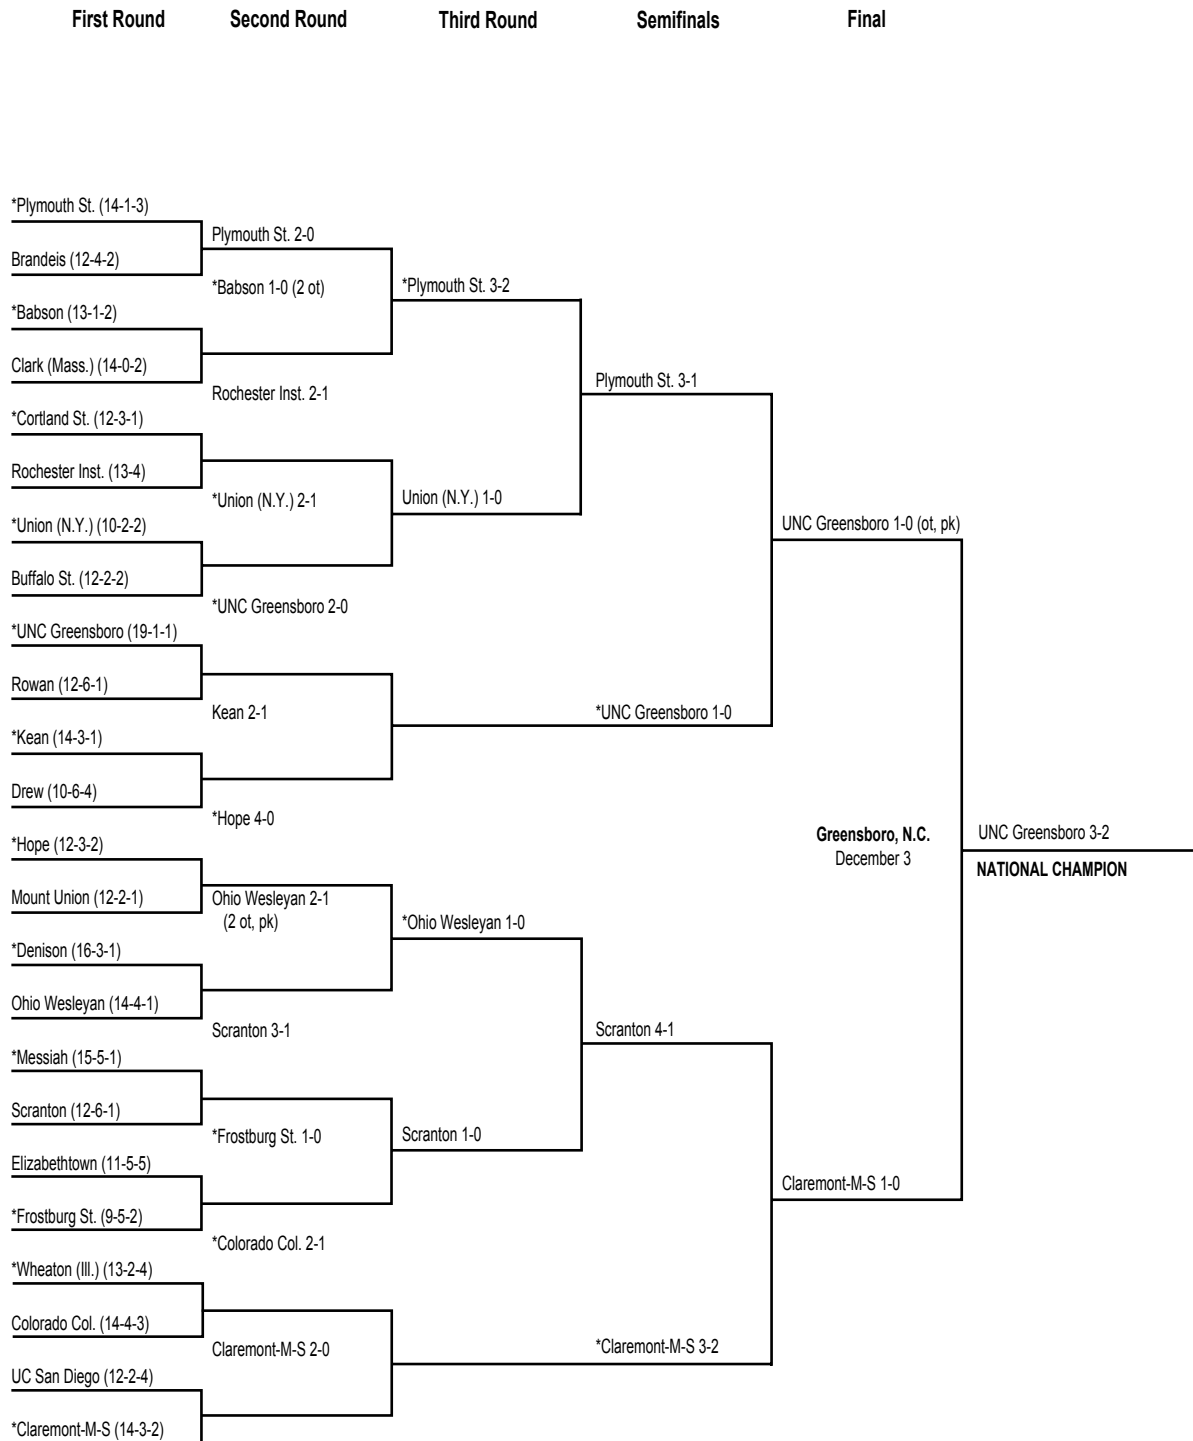 First Round Second Round Third Round Semifinals Final
*Plymouth St. (14-1-3)
Brandeis (12-4-2)
*Babson (13-1-2)
Clark (Mass.) (14-0-2)
*Cortland St. (12-3-1)
Rochester Inst. (13-4)
*Union (N.Y.) (10-2-2)
Buffalo St. (12-2-2)
*UNC Greensboro (19-1-1)
Rowan (12-6-1)
*Kean (14-3-1)
Drew (10-6-4)
*Hope (12-3-2)
Mount Union (12-2-1)
*Denison (16-3-1)
Ohio Wesleyan (14-4-1)
*Messiah (15-5-1)
Scranton (12-6-1)
Elizabethtown (11-5-5)
*Frostburg St. (9-5-2)
*Wheaton (Ill.) (13-2-4)
Colorado Col. (14-4-3)
UC San Diego (12-2-4)
*Claremont-M-S (14-3-2)
Plymouth St. 2-0
*Babson 1-0 (2 ot)
Rochester Inst. 2-1
*Union (N.Y.) 2-1
*UNC Greensboro 2-0
Kean 2-1
*Hope 4-0
Ohio Wesleyan 2-1
(2 ot, pk)
Scranton 3-1
*Frostburg St. 1-0
*Colorado Col. 2-1
Claremont-M-S 2-0
*Plymouth St. 3-2
Union (N.Y.) 1-0
*Ohio Wesleyan 1-0
Scranton 1-0
Plymouth St. 3-1
*UNC Greensboro 1-0
Scranton 4-1
*Claremont-M-S 3-2
UNC Greensboro 1-0 (ot, pk)
Claremont-M-S 1-0
Greensboro, N.C.
December 3
UNC Greensboro 3-2
NATIONAL CHAMPION